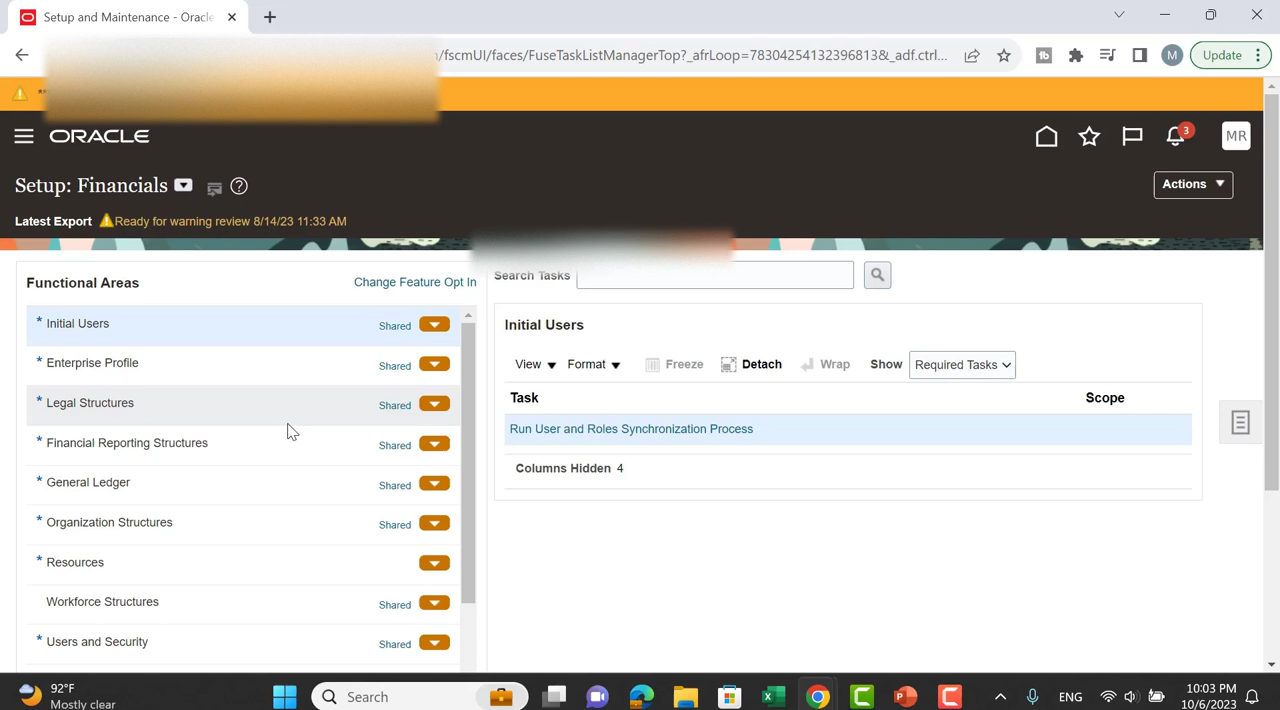 Setup and Maintenance - Oracle
/fscmUI/faces/FuseTaskListManagerTop?_afrLoop=78304254132396813&_adf.ctrl...
M
Update
ORACLE
3
MR
Setup: Financials
Actions
Latest Export Ready for warning review 8/14/23 11:33 AM
Functional Areas
Change Feature Opt In
Search Tasks
* Initial Users Shared
* Enterprise Profile Shared
* Legal Structures Shared
* Financial Reporting Structures Shared
* General Ledger Shared
* Organization Structures Shared
* Resources
Workforce Structures Shared
* Users and Security Shared
Initial Users
View Format Freeze Detach Wrap Show Required Tasks
Task Scope
Run User and Roles Synchronization Process
Columns Hidden 4
92°F
Mostly clear
Search
ENG
10:03 PM
10/6/2023